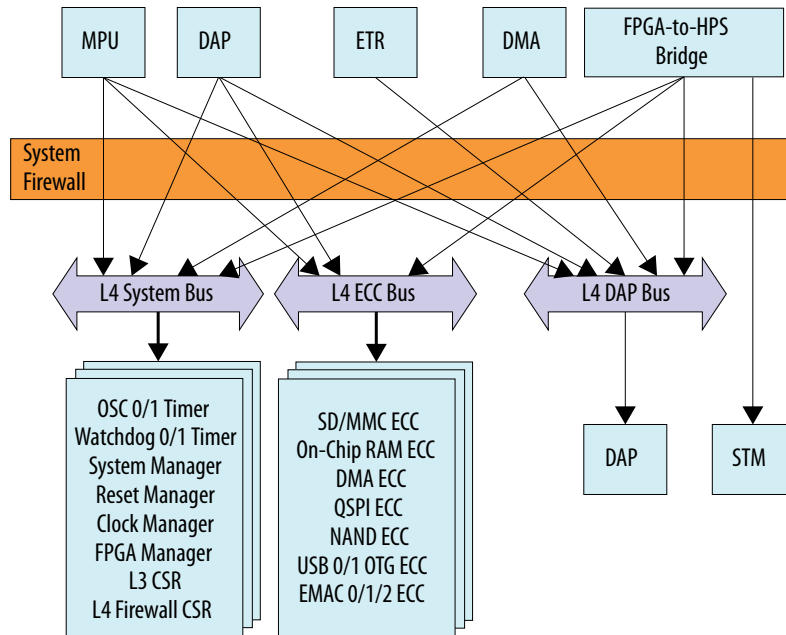 MPU
DAP
ETR
DMA
FPGA-to-HPS
Bridge
System
Firewall
L4 System Bus
L4 ECC Bus
L4 DAP Bus
OSC 0/1 Timer
Watchdog 0/1 Timer
System Manager
Reset Manager
Clock Manager
FPGA Manager
L3 CSR
L4 Firewall CSR
SD/MMC ECC
On-Chip RAM ECC
DMA ECC
QSPI ECC
NAND ECC
USB 0/1 OTG ECC
EMAC 0/1/2 ECC
DAP
STM